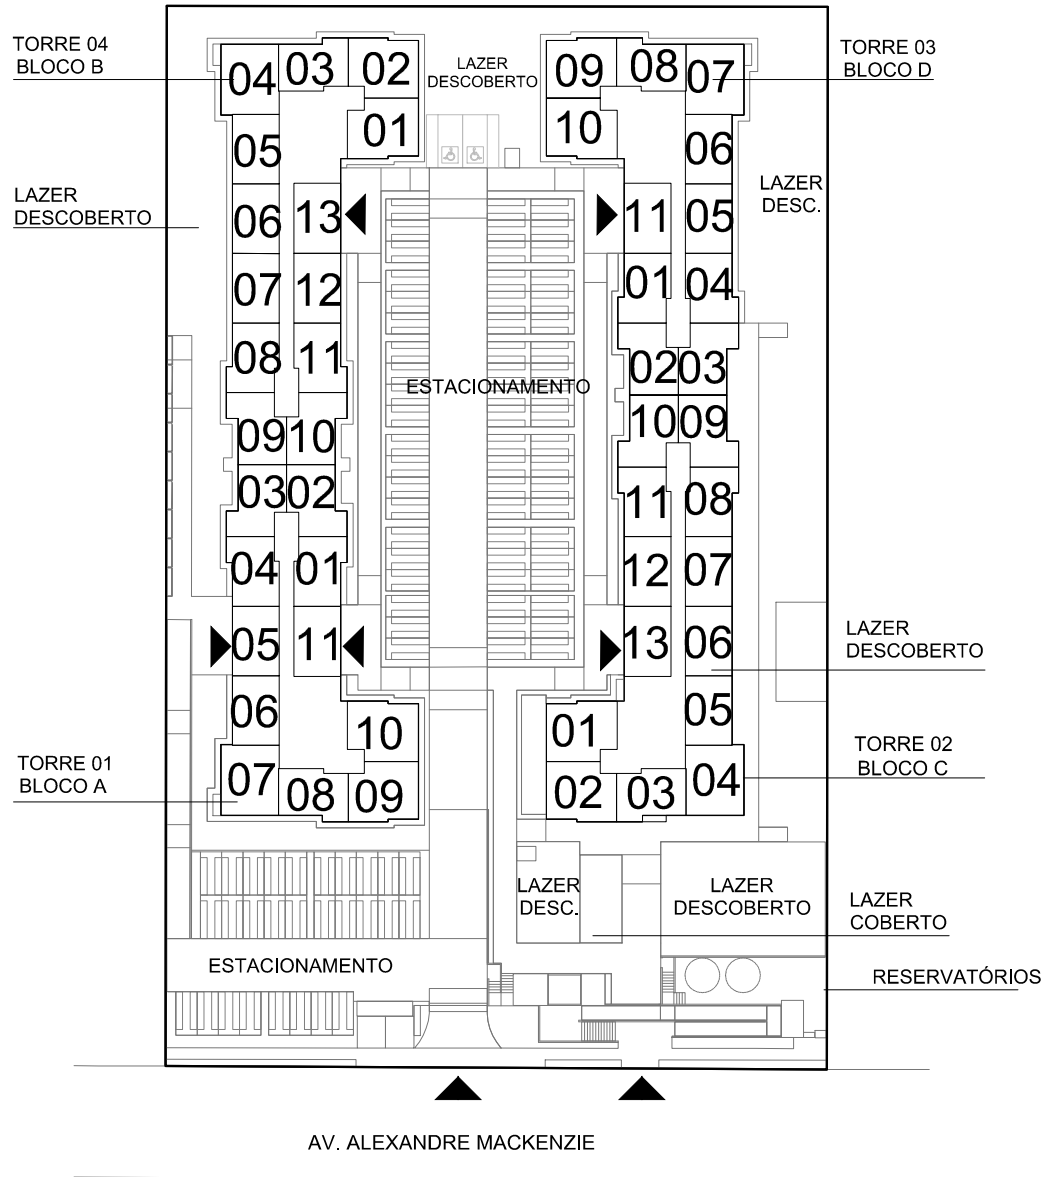 TORRE 04
BLOCO B
04
03
02
01
05
06
13
07
12
08
11
09
10
LAZER
DESCOBERTO
LAZER
DESCOBERTO
TORRE 03
BLOCO D
09
08
07
10
06
11
05
01
04
02
03
LAZER
DESC.
ESTACIONAMENTO
03
02
04
01
05
11
06
10
07
08
09
TORRE 01
BLOCO A
10
09
11
08
12
07
13
06
01
05
02
03
04
LAZER
DESCOBERTO
TORRE 02
BLOCO C
LAZER
DESC.
LAZER
DESCOBERTO
LAZER
COBERTO
ESTACIONAMENTO
RESERVATÓRIOS
AV. ALEXANDRE MACKENZIE